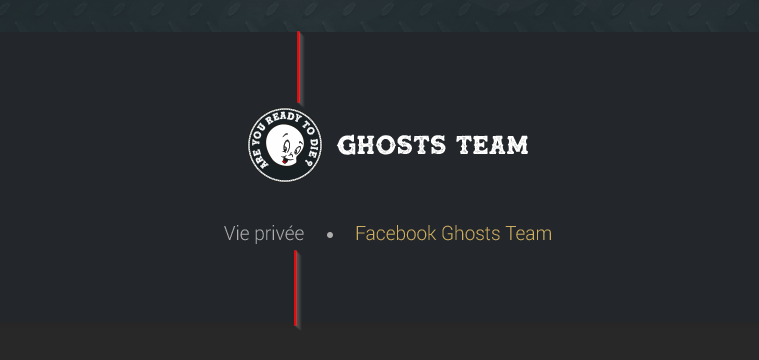 ARE YOU READY TO DIE?
GHOSTS TEAM
Vie privée • Facebook Ghosts Team